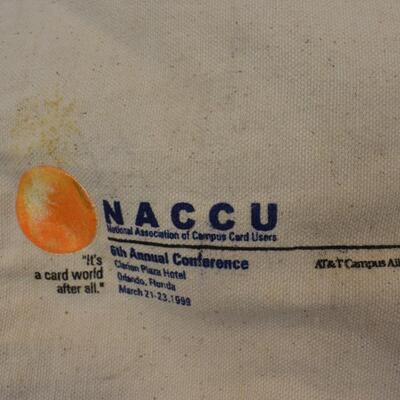 NACCU
National Association of Campus Card Users
6th Annual Conference
Clarion Plaza Hotel
Orlando, Florida
March 21-23, 1999
"It's
a card world
after all."
AT&T Campus